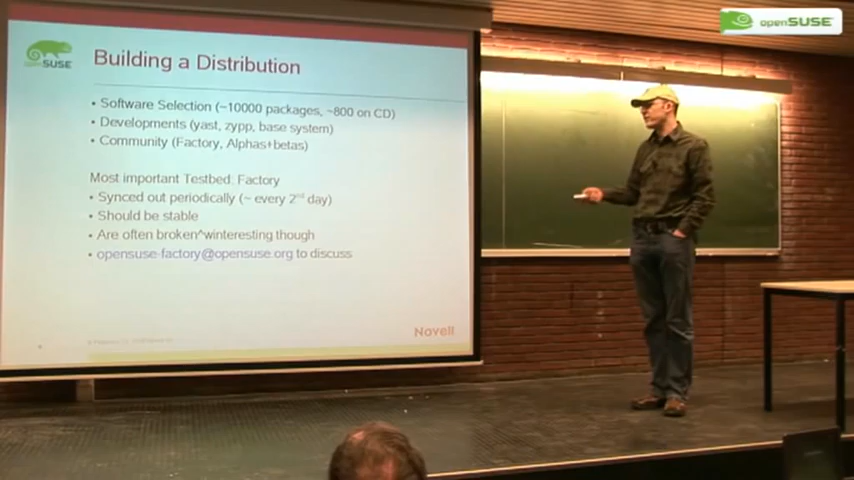 openSUSE
openSUSE
Building a Distribution
• Software Selection (~10000 packages, ~800 on CD)
• Developments (yast, zypp, base system)
• Community (Factory, Alphas+betas)
Most important Testbed: Factory
• Synced out periodically (~ every 2nd day)
• Should be stable
• Are often broken^winteresting though
• opensuse-factory@opensuse.org to discuss
Novell